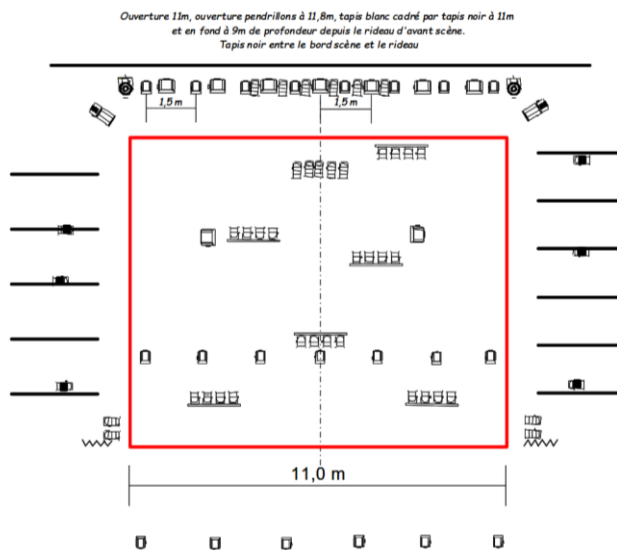 Ouverture 11m, ouverture pendrillons à 11,8m, tapis blanc cadré par tapis noir à 11m
et en fond à 9m de profondeur depuis le rideau d'avant scène.
Tapis noir entre le bord scène et le rideau
1,5 m
1,5 m
11,0 m